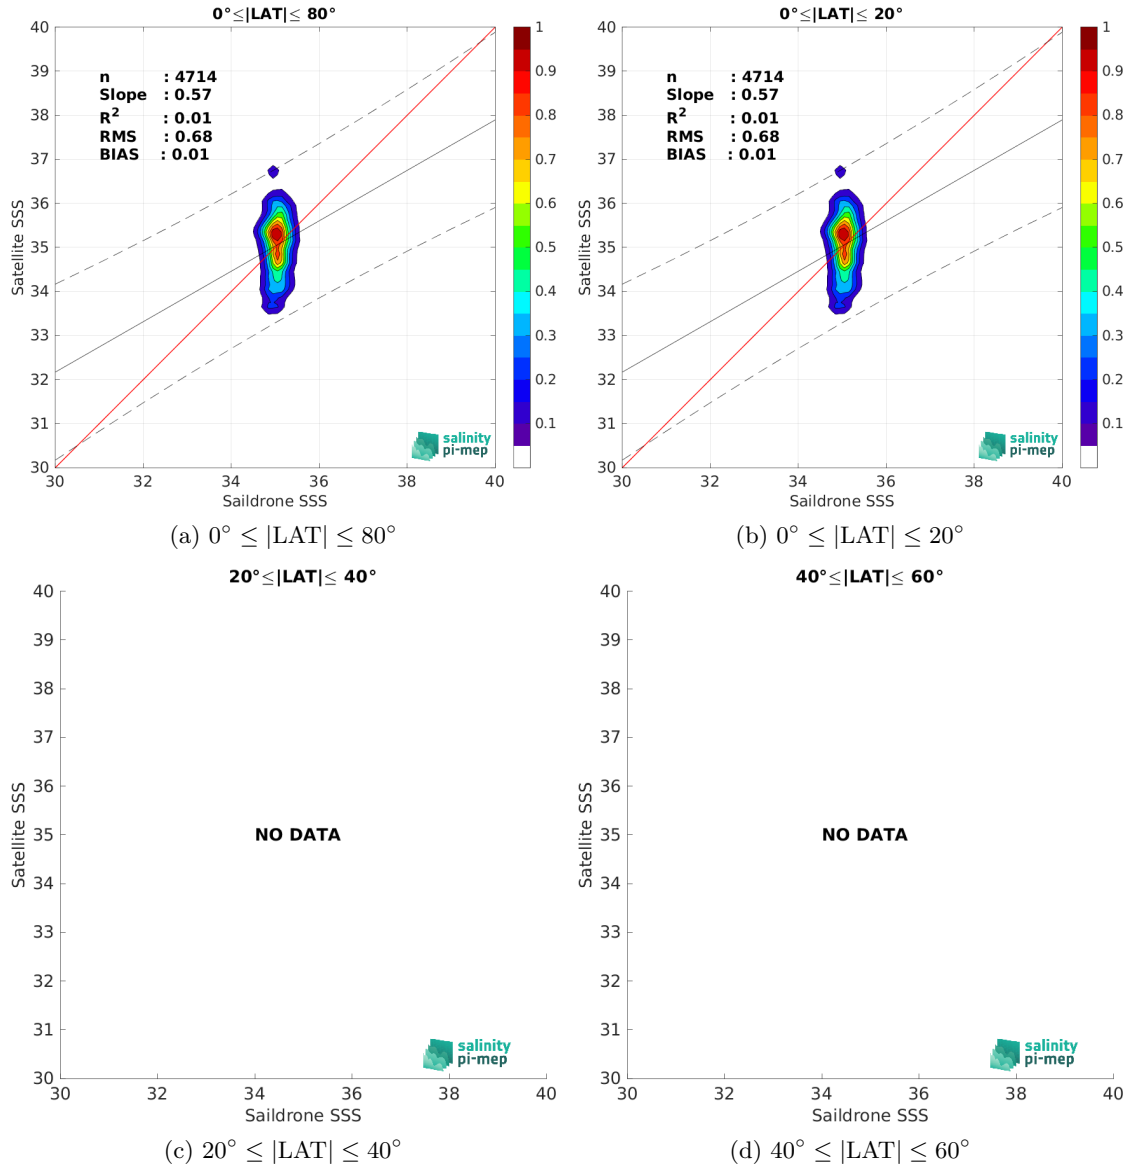 0°≤|LAT|≤ 80°
40
39
38
37
36
35
34
33
32
31
30
Satellite SSS
n : 4714
Slope : 0.57
R² : 0.01
RMS : 0.68
BIAS : 0.01
salinity
pi-mep
30 32 34 36 38 40
Saildrone SSS
1
0.9
0.8
0.7
0.6
0.5
0.4
0.3
0.2
0.1
(a) 0° ≤ |LAT| ≤ 80°
0°≤|LAT|≤ 20°
40
39
38
37
36
35
34
33
32
31
30
Satellite SSS
n : 4714
Slope : 0.57
R² : 0.01
RMS : 0.68
BIAS : 0.01
salinity
pi-mep
30 32 34 36 38 40
Saildrone SSS
1
0.9
0.8
0.7
0.6
0.5
0.4
0.3
0.2
0.1
(b) 0° ≤ |LAT| ≤ 20°
20°≤|LAT|≤ 40°
40
39
38
37
36
35
34
33
32
31
30
Satellite SSS
NO DATA
salinity
pi-mep
30 32 34 36 38 40
Saildrone SSS
(c) 20° ≤ |LAT| ≤ 40°
40°≤|LAT|≤ 60°
40
39
38
37
36
35
34
33
32
31
30
Satellite SSS
NO DATA
salinity
pi-mep
30 32 34 36 38 40
Saildrone SSS
(d) 40° ≤ |LAT| ≤ 60°